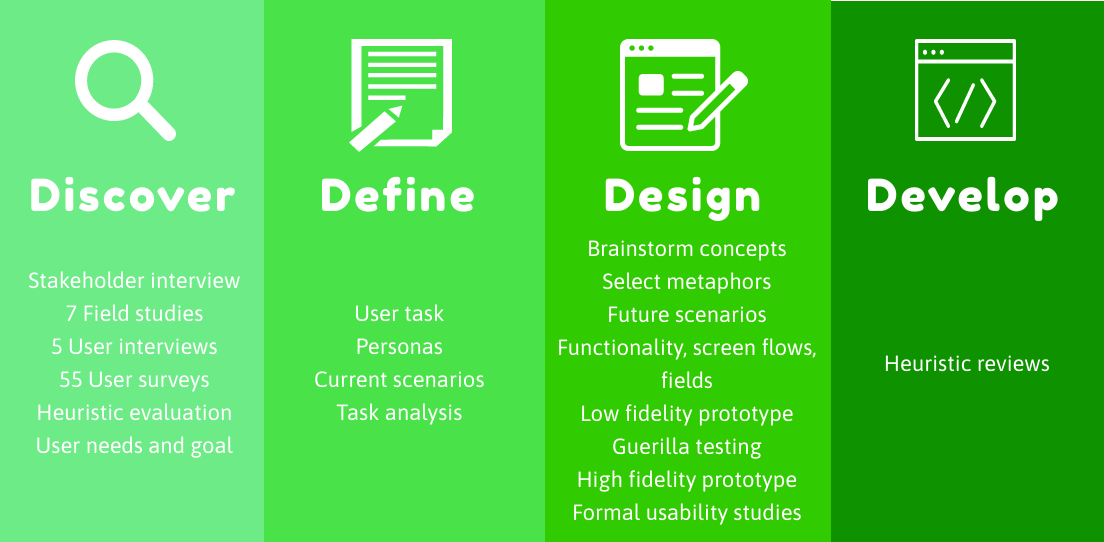 Discover
Stakeholder interview
7 Field studies
5 User interviews
55 User surveys
Heuristic evaluation
User needs and goal
Define
User task
Personas
Current scenarios
Task analysis
Design
Brainstorm concepts
Select metaphors
Future scenarios
Functionality, screen flows,
fields
Low fidelity prototype
Guerilla testing
High fidelity prototype
Formal usability studies
Develop
Heuristic reviews